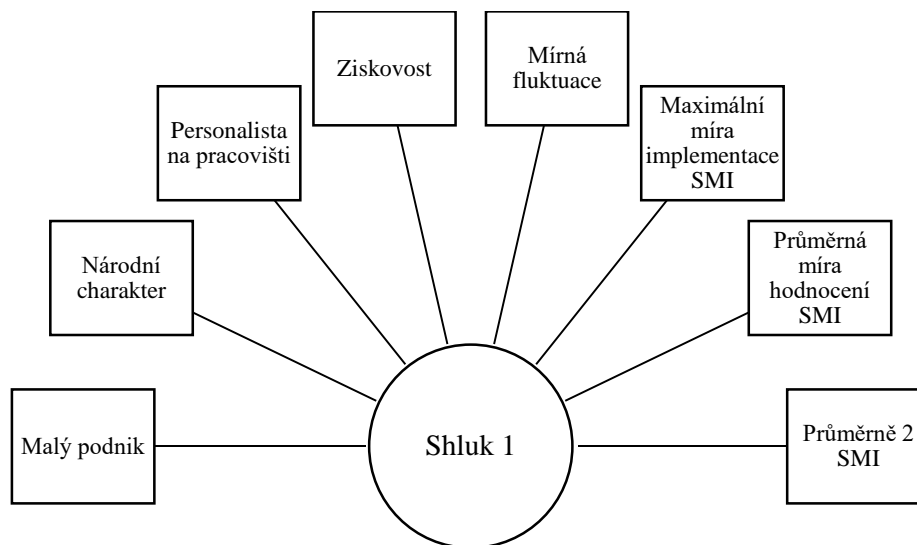 Ziskovost
Mírná
fluktuace
Personalista
na pracovišti
Maximální
míra
implementace
SMI
Národní
charakter
Průměrná
míra
hodnocení
SMI
Malý podnik
Shluk 1
Průměrně 2
SMI